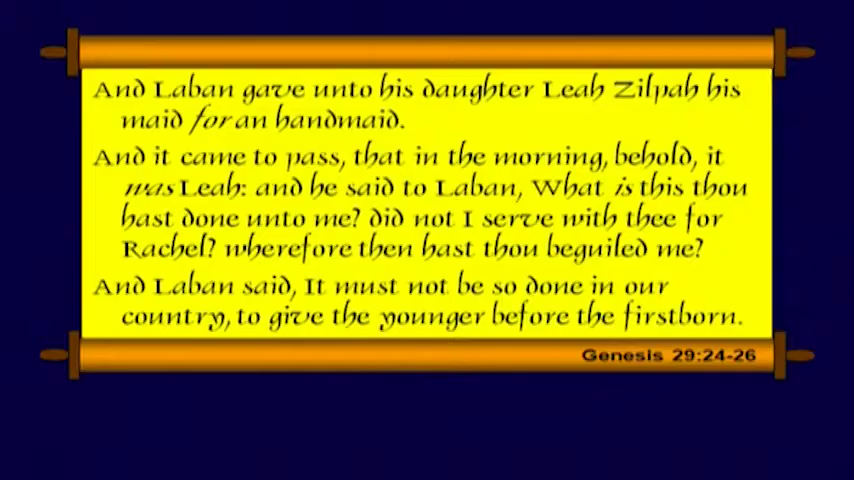 And Laban gave unto his daughter Leah Zilpah his
maid for an handmaid.
And it came to pass, that in the morning, behold, it
was Leah: and he said to Laban, What is this thou
hast done unto me? did not I serve with thee for
Rachel? wherefore then hast thou beguiled me?
And Laban said, It must not be so done in our
country, to give the younger before the firstborn.
Genesis 29:24-26